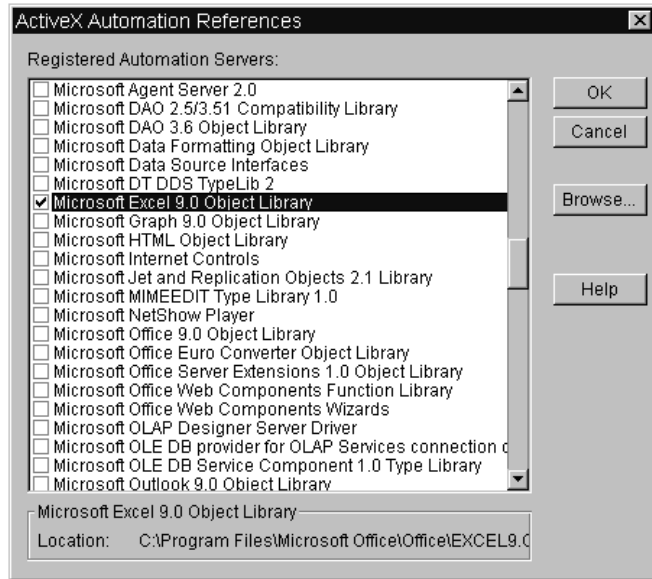 ActiveX Automation References
Registered Automation Servers:
Microsoft Agent Server 2.0
Microsoft DAO 2.5/3.51 Compatibility Library
Microsoft DAO 3.6 Object Library
Microsoft Data Formatting Object Library
Microsoft Data Source Interfaces
Microsoft DT DDS TypeLib 2
Microsoft Excel 9.0 Object Library
Microsoft Graph 9.0 Object Library
Microsoft HTML Object Library
Microsoft Internet Controls
Microsoft Jet and Replication Objects 2.1 Library
Microsoft MIMEEDIT Type Library 1.0
Microsoft NetShow Player
Microsoft Office 9.0 Object Library
Microsoft Office Euro Converter Object Library
Microsoft Office Server Extensions 1.0 Object Library
Microsoft Office Web Components Function Library
Microsoft Office Web Components Wizards
Microsoft OLAP Designer Server Driver
Microsoft OLE DB provider for OLAP Services connection
Microsoft OLE DB Service Component 1.0 Type Library
Microsoft Outlook 9.0 Object Library
OK
Cancel
Browse...
Help
Microsoft Excel 9.0 Object Library
Location: C:\Program Files\Microsoft Office\Office\EXCEL9.O